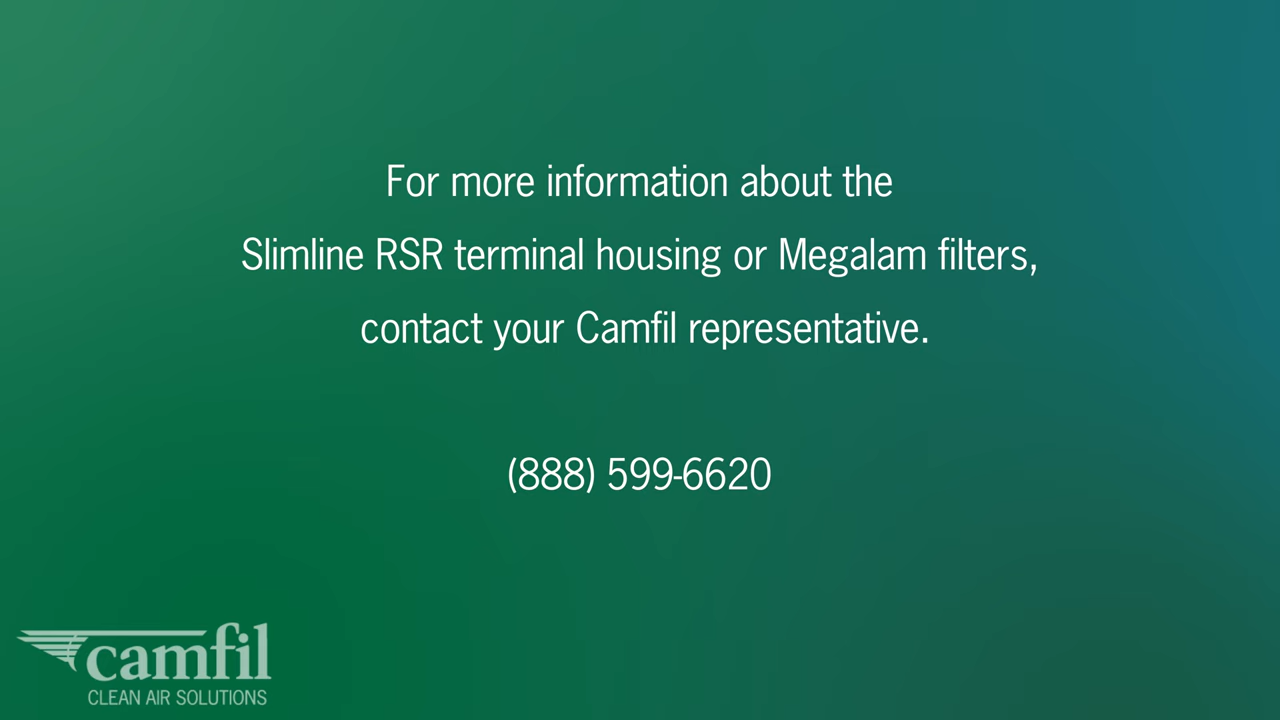 For more information about the
Slimline RSR terminal housing or Megalam filters,
contact your Camfil representative.
(888) 599-6620
camfil
CLEAN AIR SOLUTIONS